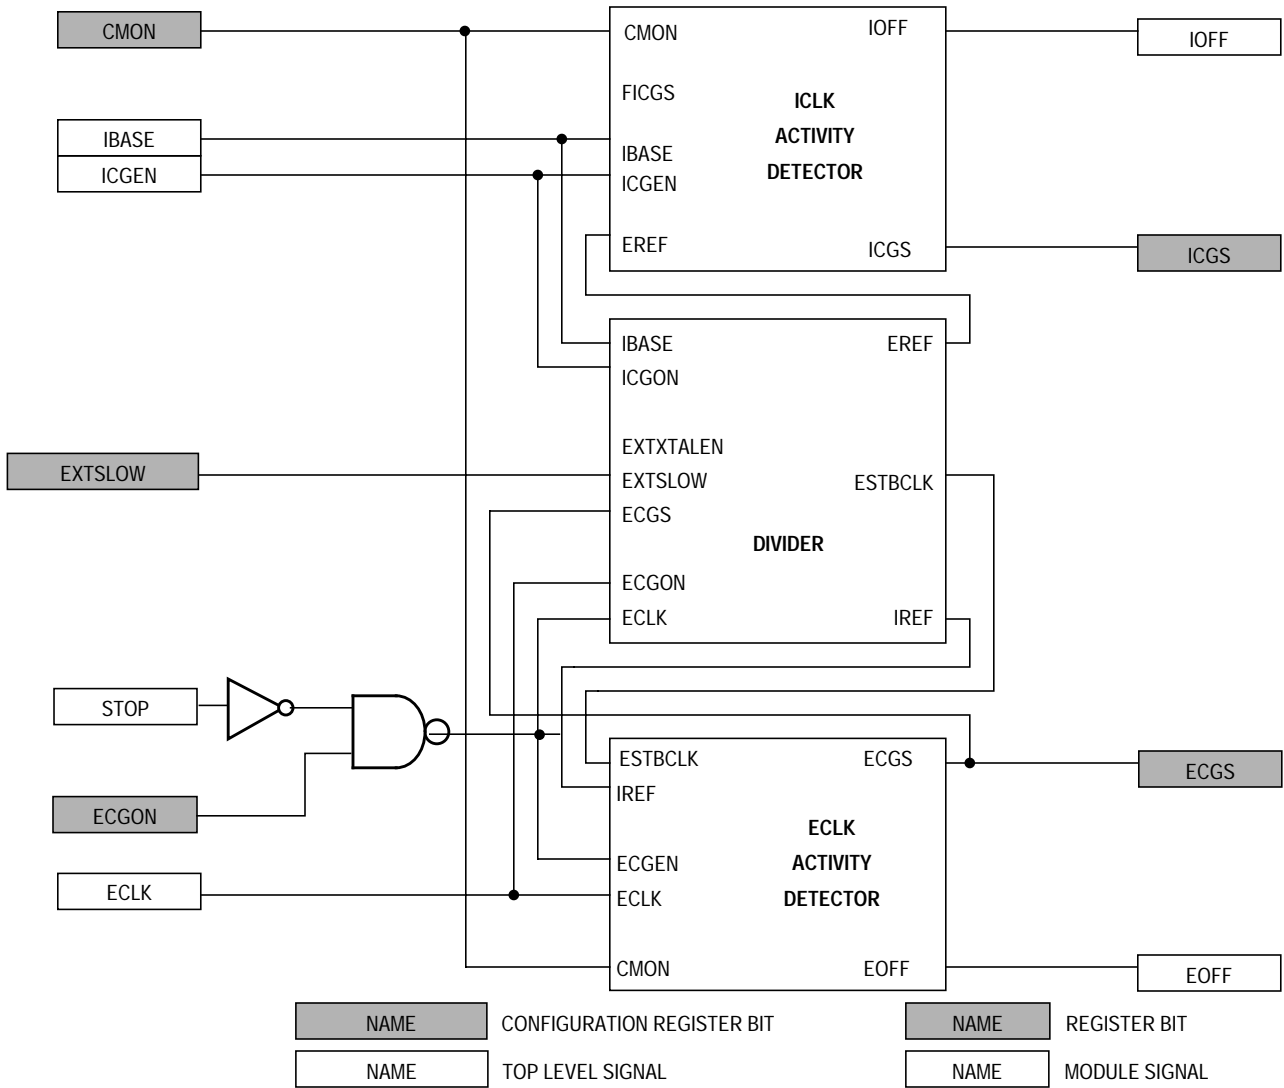 CMON
IBASE
ICGEN
EXTSLOW
STOP
ECGON
ECLK
CMON
FICGS
IBASE
ICGEN
EREF
ICLK
ACTIVITY
DETECTOR
IOFF
ICGS
IBASE
ICGON
EXTXTALEN
EXTSLOW
ECGS
ECGON
ECLK
DIVIDER
EREF
ESTBCLK
IREF
ESTBCLK
IREF
ECGEN
ECLK
CMON
ECLK
ACTIVITY
DETECTOR
ECGS
EOFF
IOFF
ICGS
ECGS
EOFF
NAME CONFIGURATION REGISTER BIT
NAME REGISTER BIT
NAME TOP LEVEL SIGNAL
NAME MODULE SIGNAL